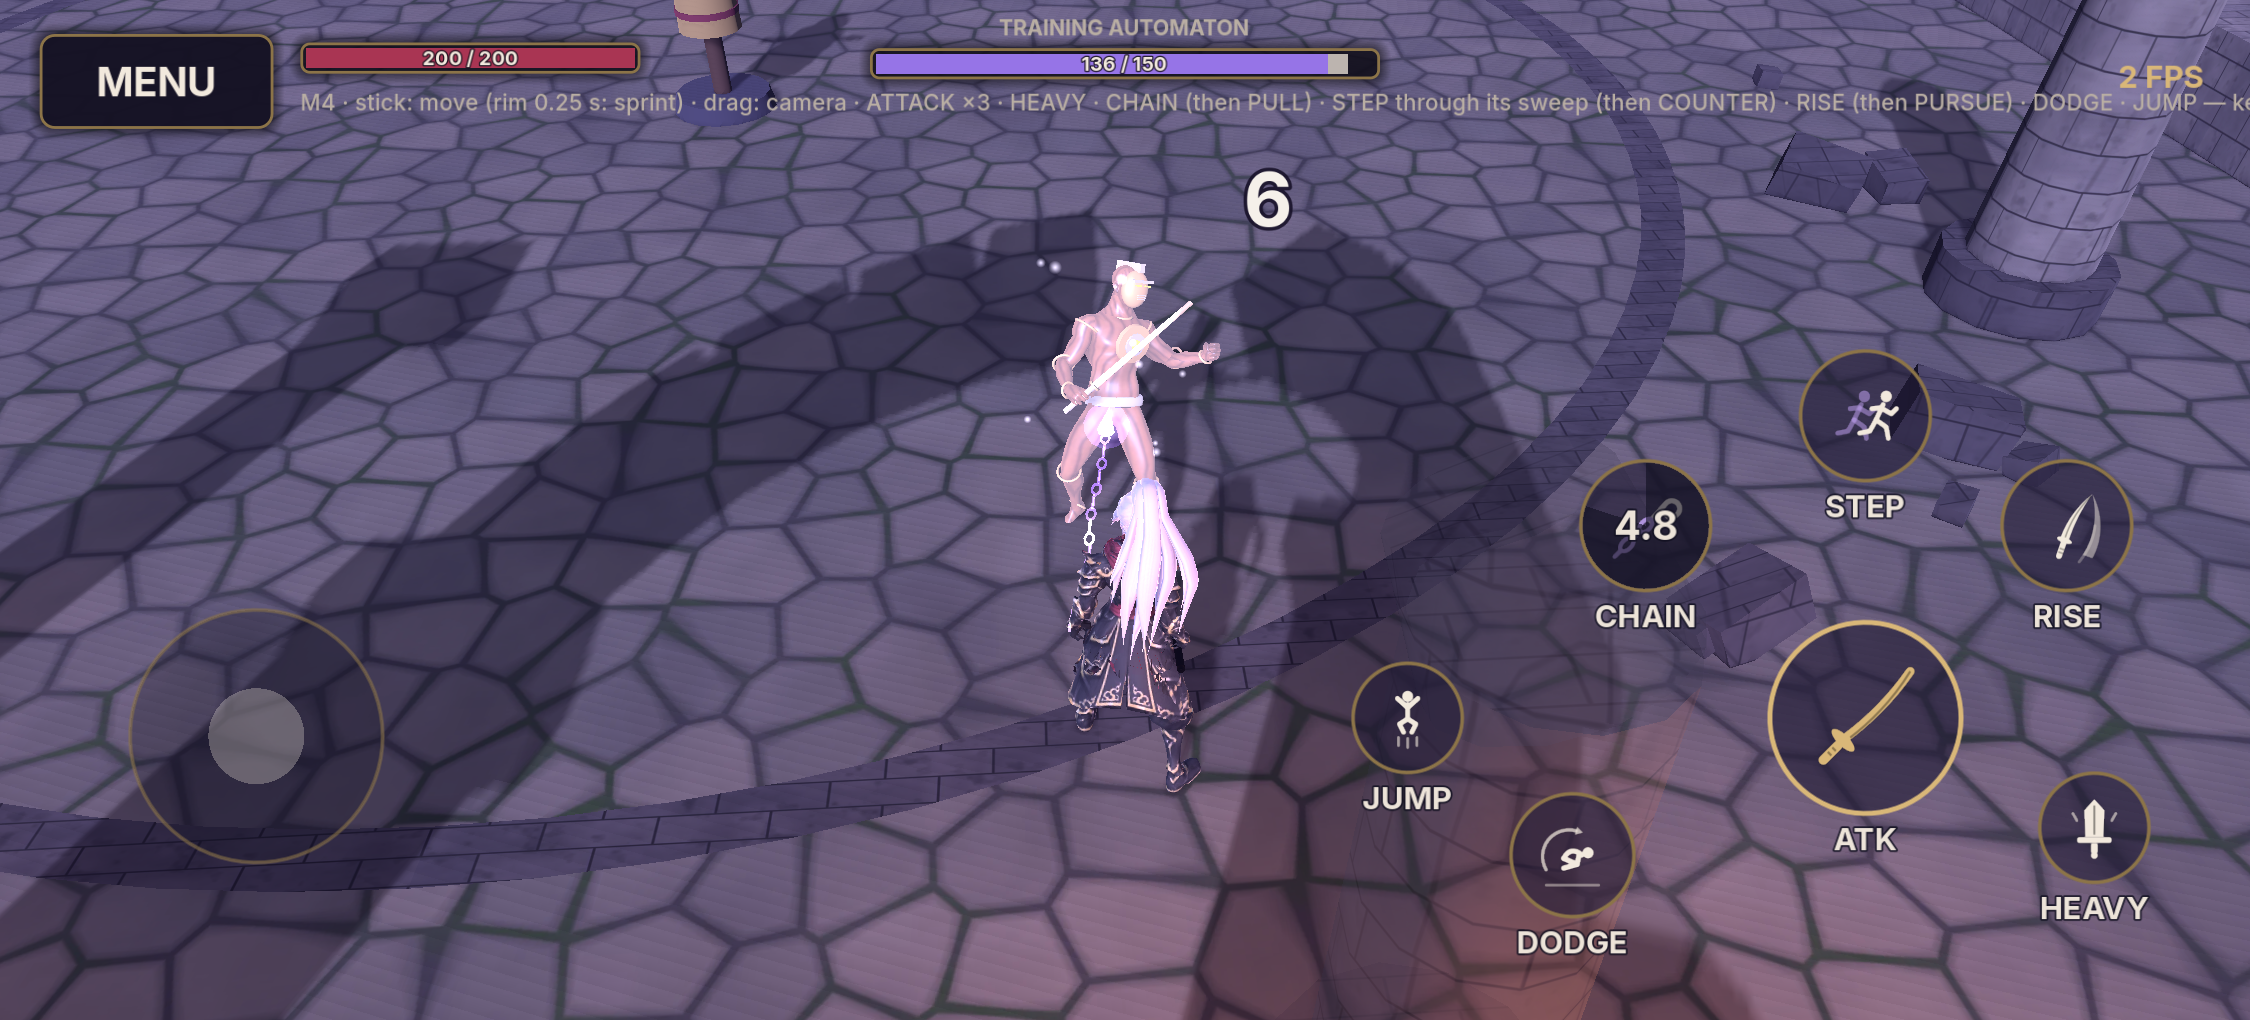 TRAINING AUTOMATON
MENU
200 / 200
136 / 150
2 FPS
M4 · stick: move (rim 0.25 s: sprint) · drag: camera · ATTACK ×3 · HEAVY · CHAIN (then PULL) · STEP through its sweep (then COUNTER) · RISE (then PURSUE) · DODGE · JUMP — ke
6
STEP
4.8
CHAIN
RISE
JUMP
ATK
HEAVY
DODGE